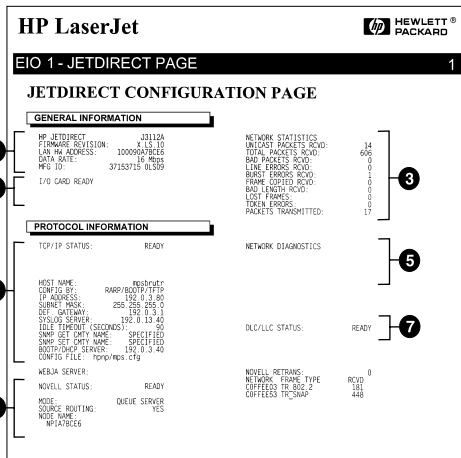 HP LaserJet
hp HEWLETT®
PACKARD
EIO 1 - JETDIRECT PAGE 1
JETDIRECT CONFIGURATION PAGE
GENERAL INFORMATION
HP JETDIRECT J3112A
FIRMWARE REVISION: X.LS.10
LAN HW ADDRESS: 100090A7BCE6
DATA RATE: 16 Mbps
MFG ID: 37153715 0LS09
I/O CARD READY
NETWORK STATISTICS
UNICAST PACKETS RCVD: 14
TOTAL PACKETS RCVD: 606
BAD PACKETS RCVD: 0
LINE ERRORS RCVD: 0
BURST ERRORS RCVD: 1
FRAME COPIED RCVD: 0
BAD LENGTH RCVD: 0
LOST FRAMES: 0
TOKEN ERRORS: 0
PACKETS TRANSMITTED: 17
3
PROTOCOL INFORMATION
TCP/IP STATUS: READY
HOST NAME: mpsbrutr
CONFIG BY: RARP/BOOTP/TFTP
IP ADDRESS: 192.0.3.80
SUBNET MASK: 255.255.255.0
DEF. GATEWAY: 192.0.3.1
SYSLOG SERVER: 192.0.13.40
IDLE TIMEOUT (SECONDS): 90
SNMP GET CMTY NAME: SPECIFIED
SNMP SET CMTY NAME: SPECIFIED
BOOTP/DHCP SERVER: 192.0.3.40
CONFIG FILE: hpnp/mps.cfg
NETWORK DIAGNOSTICS
5
DLC/LLC STATUS: READY
7
WEBJA SERVER:
NOVELL STATUS: READY
MODE: QUEUE SERVER
SOURCE ROUTING: YES
NODE NAME:
NPIA7BCE6
NOVELL RETRANS: 0
NETWORK FRAME TYPE RCVD
C0FFEE03 TR_802.2 181
C0FFEE53 TR_SNAP 448